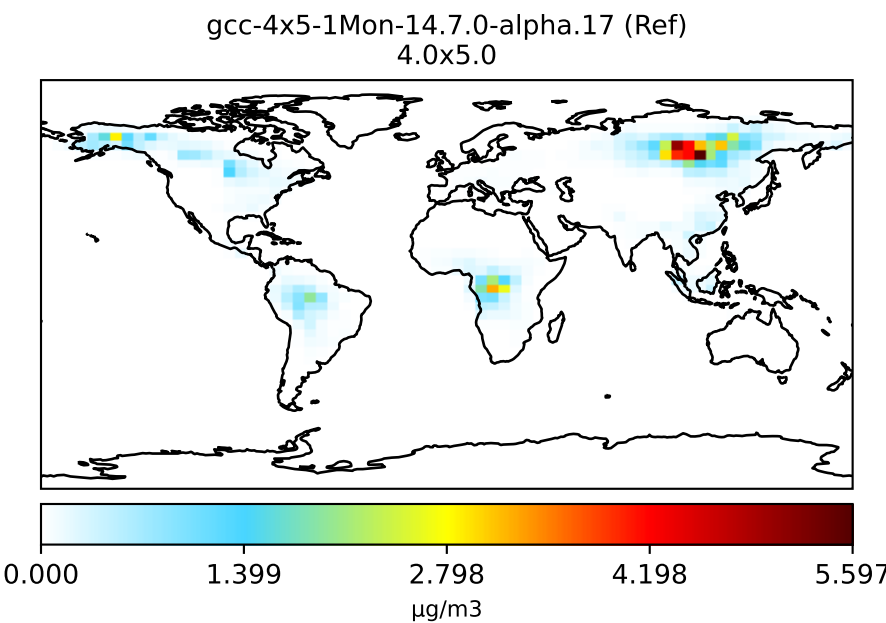 gcc-4x5-1Mon-14.7.0-alpha.17 (Ref)
4.0x5.0
0.000 1.399 2.798 4.198 5.597
μg/m3